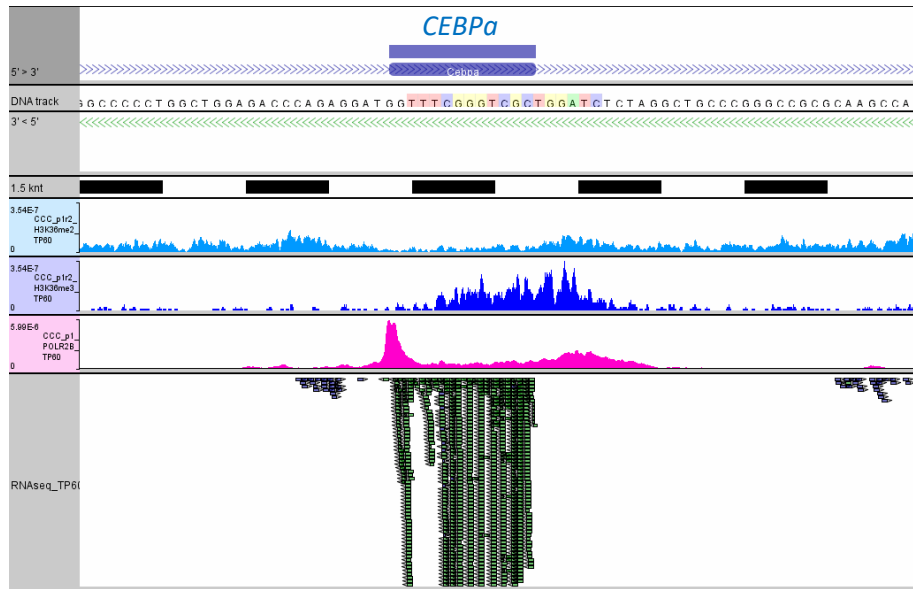 CEBPa
5' > 3'
Cebpa
DNA track
GGCCCCCTGGCTGGAGACCCAGAGGATGGTTTCGGGTCGCTGGATCTCTAGGCTGCCCGGGCCGCGCAAGCCA
3' < 5'
1.5 knt
3.54E-7
CCC_p1r2_
H3K36me2_
TP60
0
3.54E-7
CCC_p1r2_
H3K36me3_
TP60
0
5.99E-6
CCC_p1_
POLR2B_
TP60
0
RNAseq_TP60